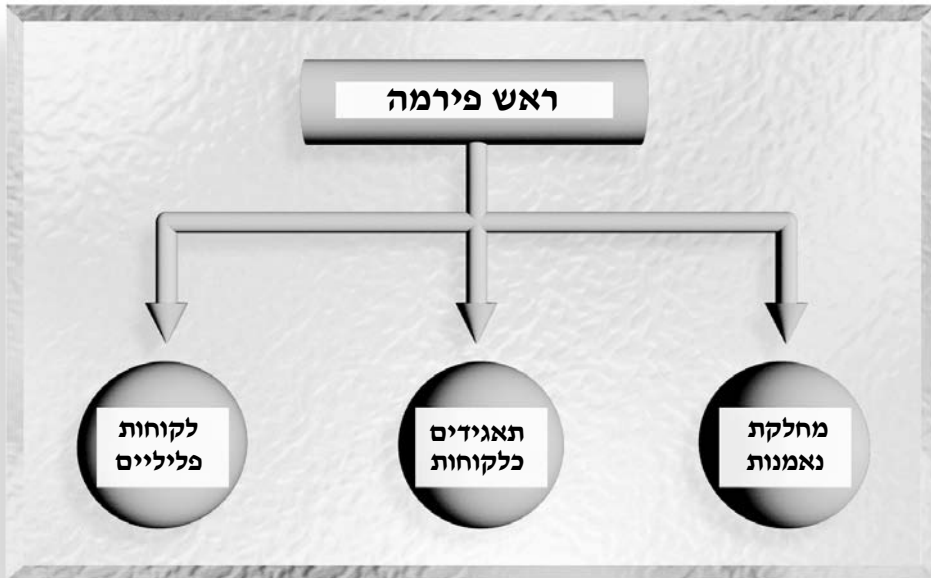 ראש פירמה
מחלקת
נאמנות
תאגידים
כלקוחות
לקוחות
פליליים